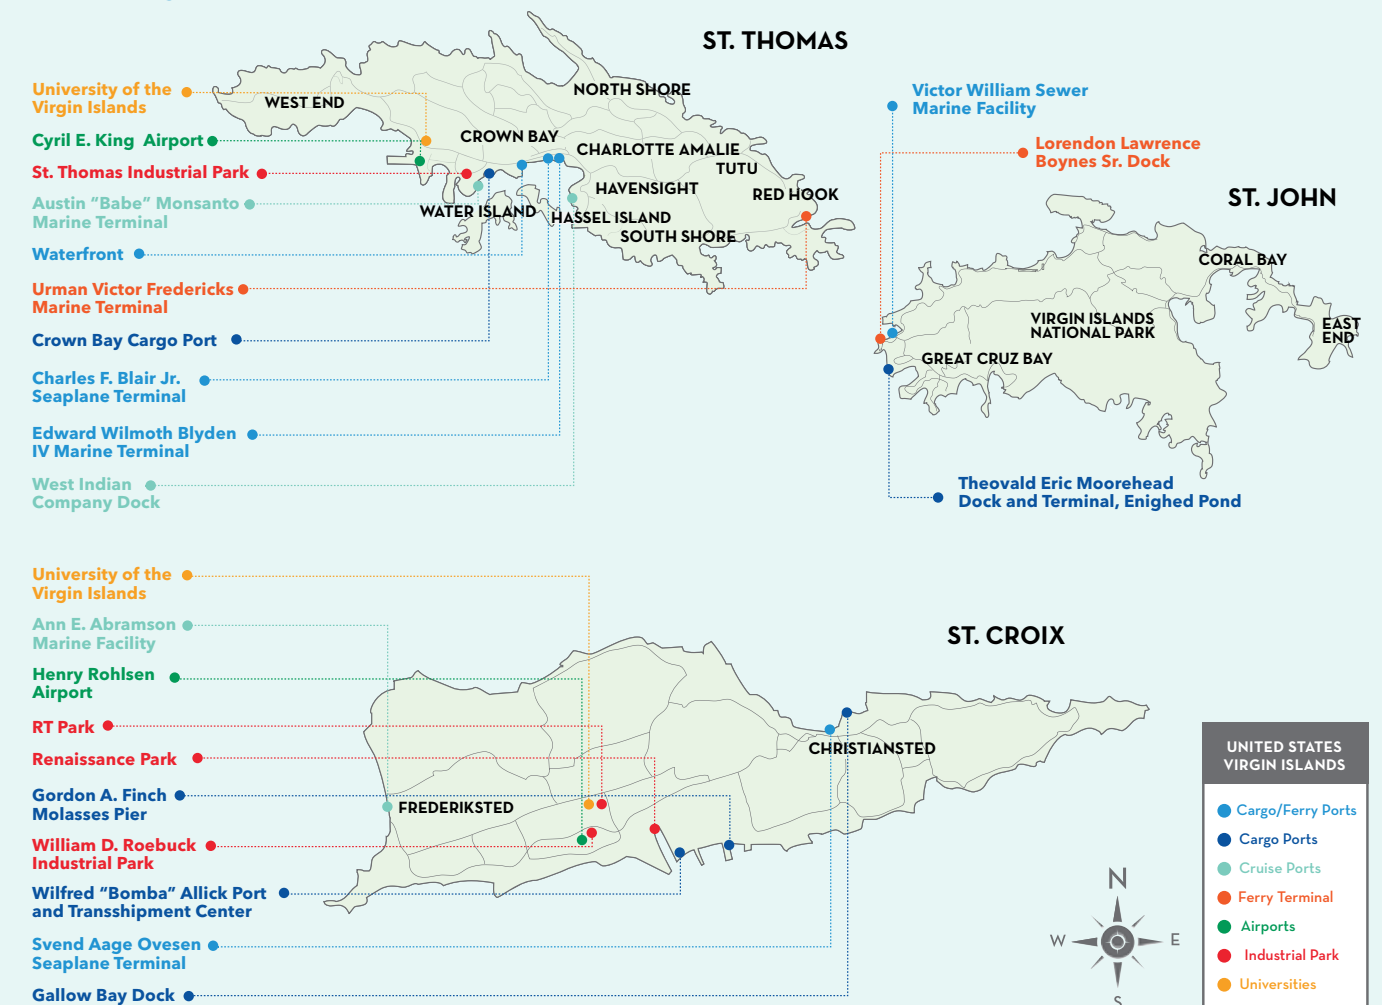 ST. THOMAS
University of the
Virgin Islands
Cyril E. King Airport
St. Thomas Industrial Park
Austin “Babe” Monsanto
Marine Terminal
Waterfront
Urman Victor Fredericks
Marine Terminal
Crown Bay Cargo Port
Charles F. Blair Jr.
Seaplane Terminal
Edward Wilmoth Blyden
IV Marine Terminal
West Indian
Company Dock
WEST END
NORTH SHORE
CROWN BAY
CHARLOTTE AMALIE
TUTU
HAVENSIGHT
RED HOOK
WATER ISLAND
HASSEL ISLAND
SOUTH SHORE
Victor William Sewer
Marine Facility
Lorendon Lawrence
Boynes Sr. Dock
ST. JOHN
CORAL BAY
VIRGIN ISLANDS
NATIONAL PARK
EAST
END
GREAT CRUZ BAY
Theovald Eric Moorehead
Dock and Terminal, Enighed Pond
University of the
Virgin Islands
Ann E. Abramson
Marine Facility
Henry Rohlsen
Airport
RT Park
Renaissance Park
Gordon A. Finch
Molasses Pier
William D. Roebuck
Industrial Park
Wilfred “Bomba” Allick Port
and Transshipment Center
Svend Aage Ovesen
Seaplane Terminal
Gallow Bay Dock
ST. CROIX
CHRISTIANSTED
FREDERIKSTED
N
W
E
S
UNITED STATES
VIRGIN ISLANDS
Cargo/Ferry Ports
Cargo Ports
Cruise Ports
Ferry Terminal
Airports
Industrial Park
Universities